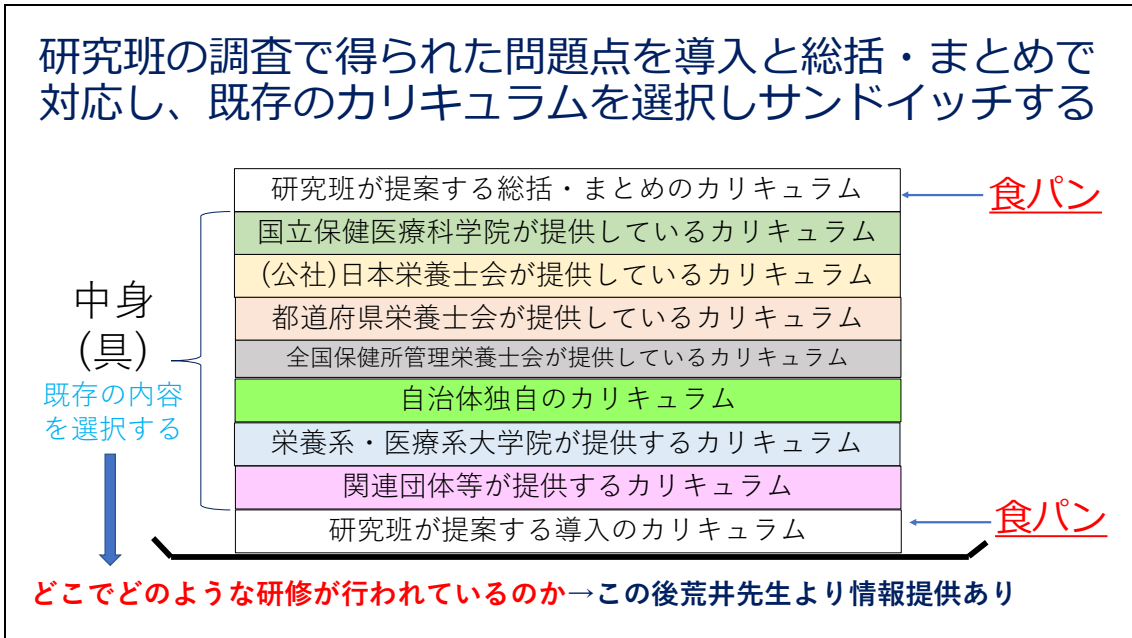 研究班の調査で得られた問題点を導入と総括・まとめで
対応し、既存のカリキュラムを選択しサンドイッチする
研究班が提案する総括・まとめのカリキュラム
食パン
国立保健医療科学院が提供しているカリキュラム
(公社)日本栄養士会が提供しているカリキュラム
都道府県栄養士会が提供しているカリキュラム
全国保健所管理栄養士会が提供しているカリキュラム
自治体独自のカリキュラム
栄養系・医療系大学院が提供するカリキュラム
関連団体等が提供するカリキュラム
研究班が提案する導入のカリキュラム
食パン
中身
(具)
既存の内容
を選択する
どこでどのような研修が行われているのか→この後荒井先生より情報提供あり